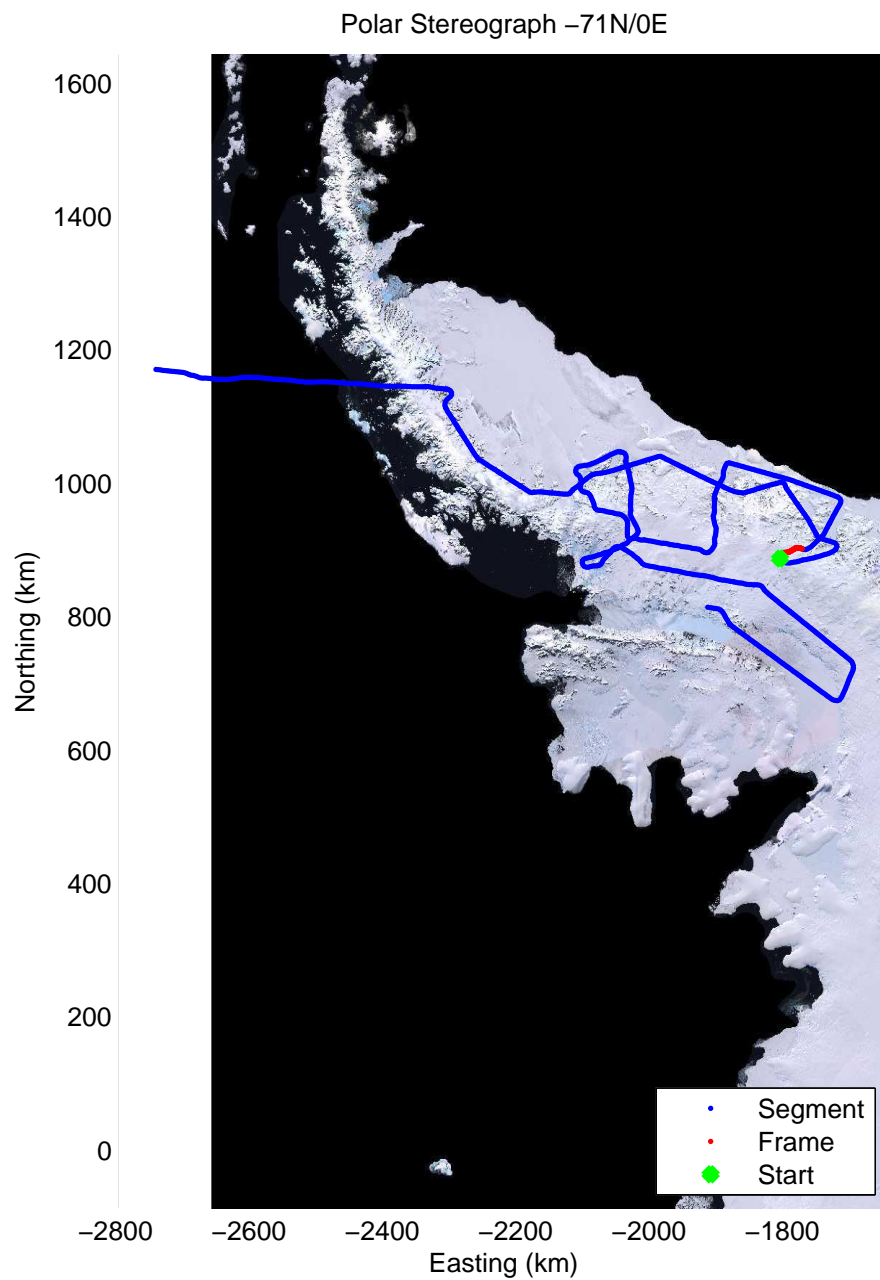 Polar Stereograph −71N/0E
1600
1400
1200
1000
800
600
400
200
0
Northing (km)
−2800 −2600 −2400 −2200 −2000 −1800
Easting (km)
Segment
Frame
Start